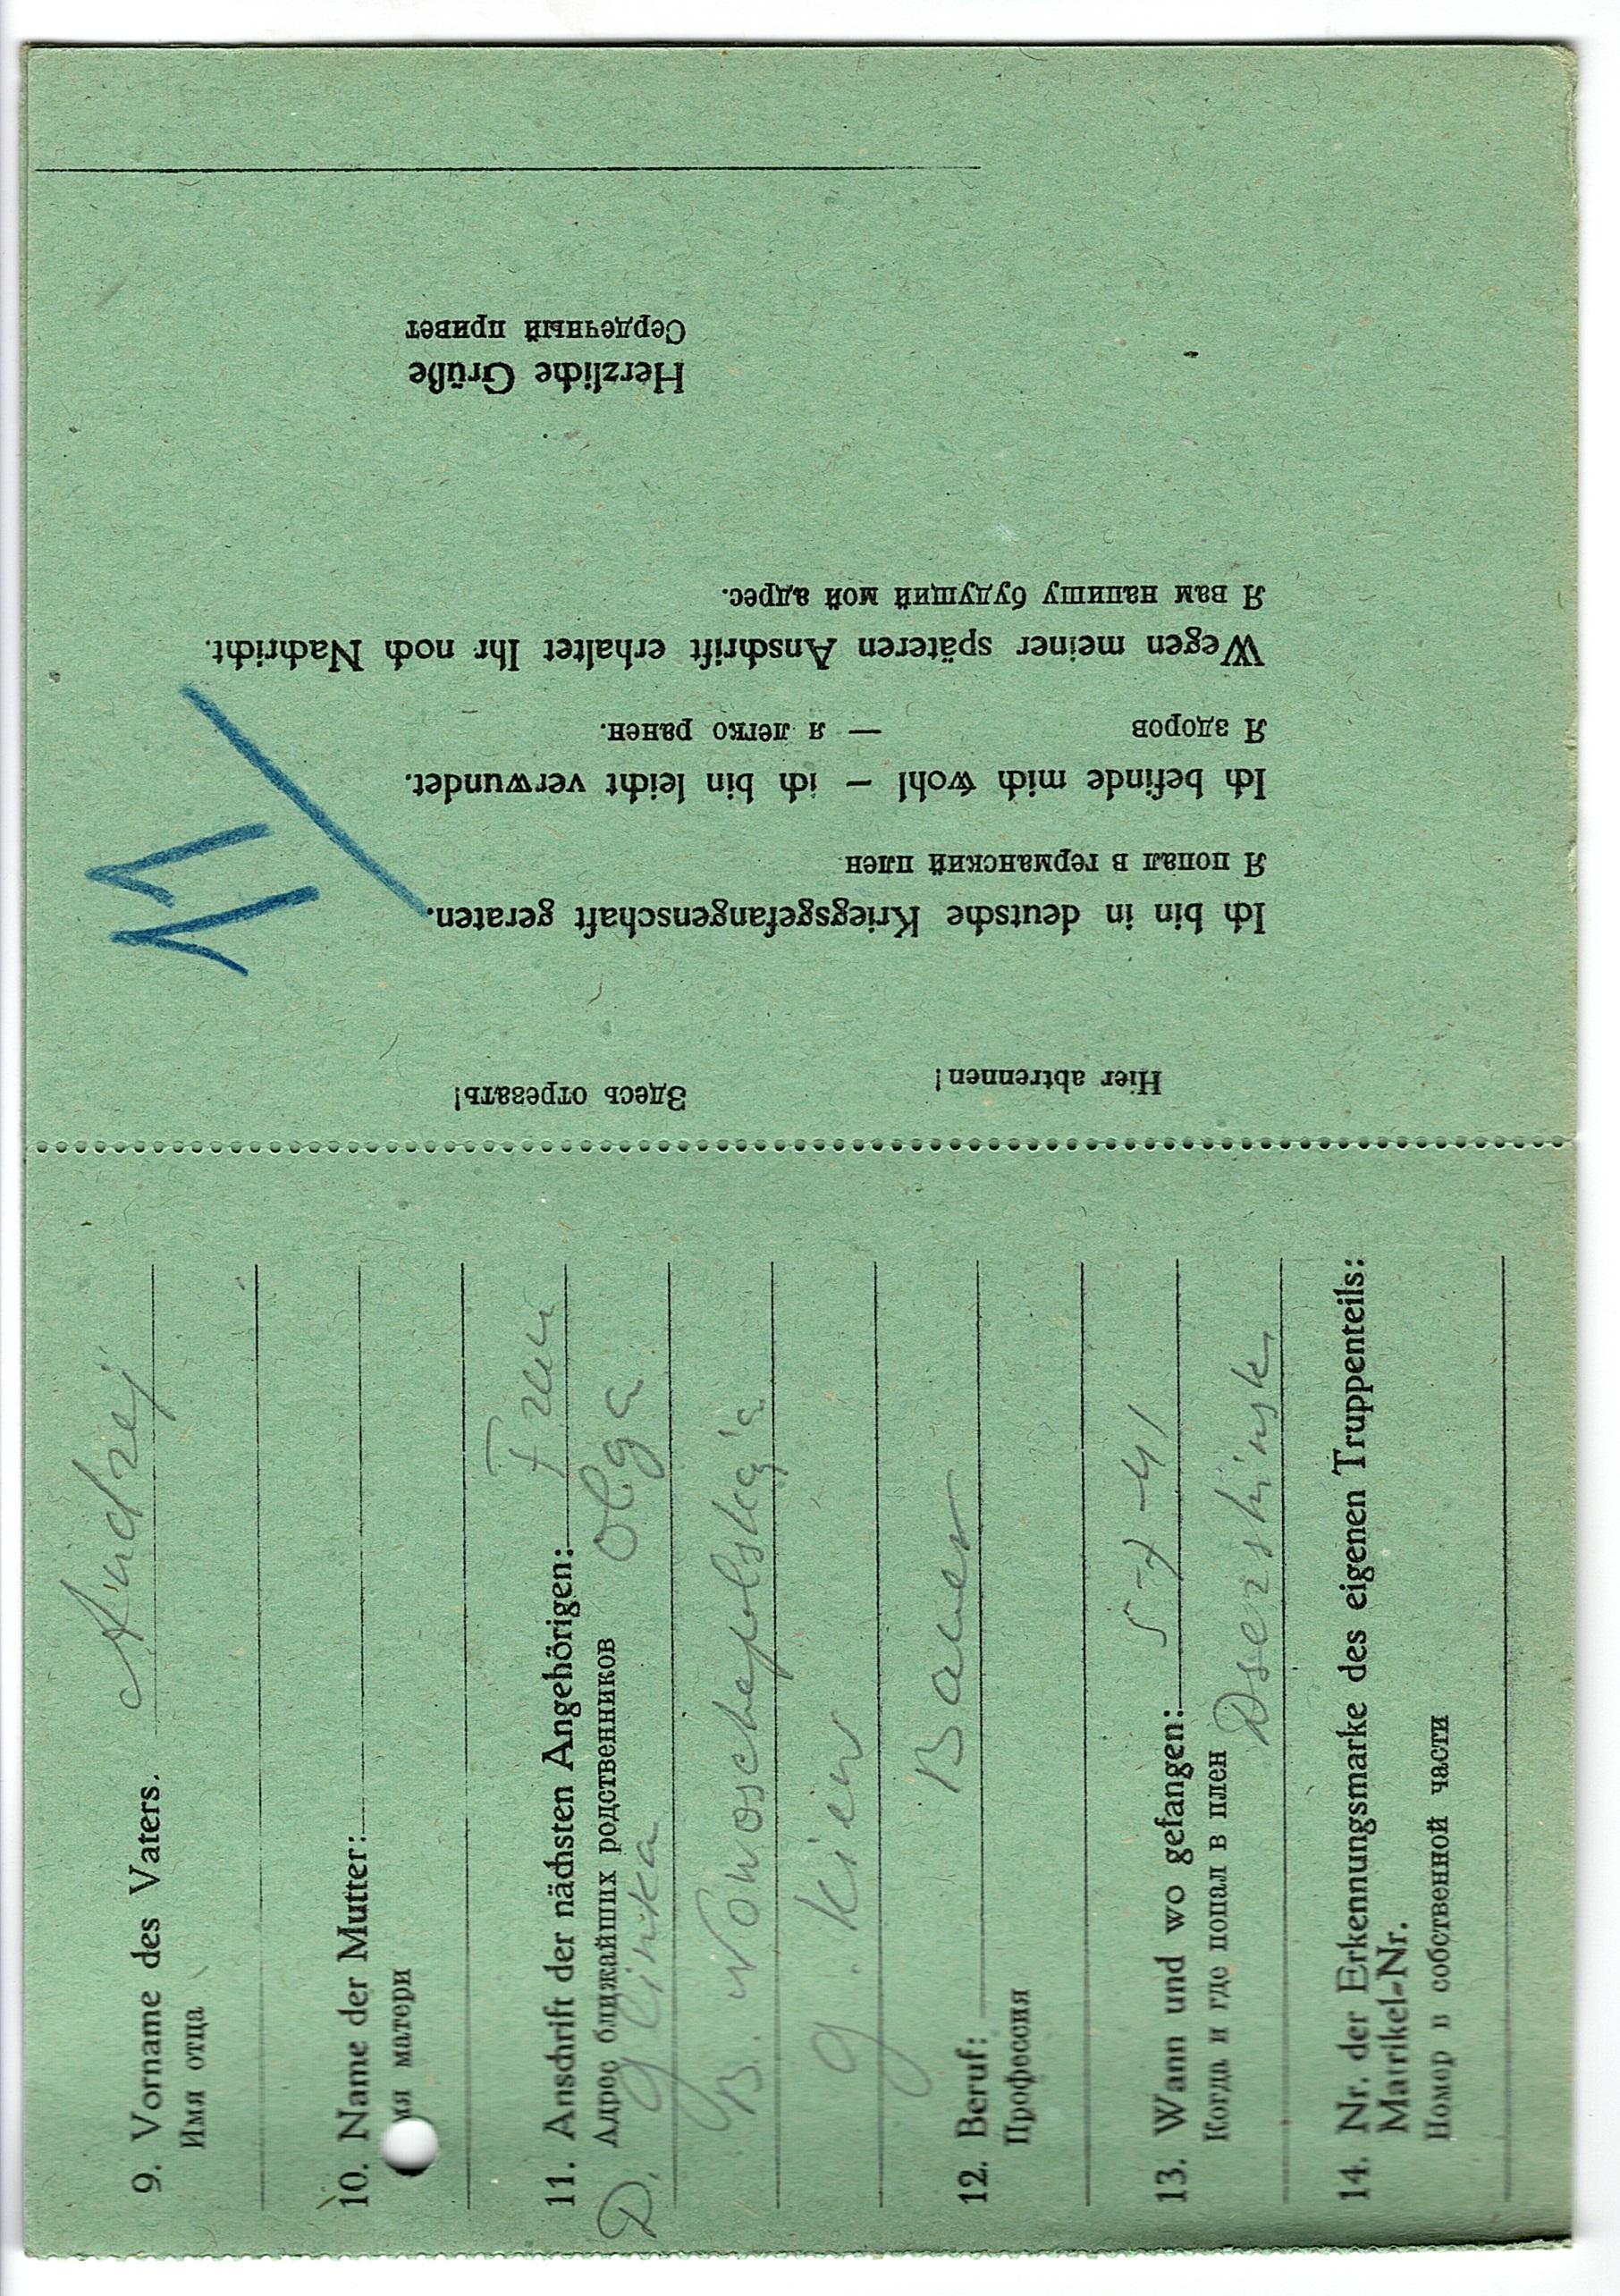 Hier abtrennen! Здесь отрезать!
Ich bin in deutsche Kriegsgefangenschaft geraten.
Я попал в германский плен
Ich befinde mich wohl – ich bin leicht verwundet.
Я здоров — я легко ранен.
Wegen meiner späteren Anschrift erhaltet Ihr noch Nachricht.
Я вам напишу будущий мой адрес.
Herzliche Grüße
Сердечный привет
9. Vorname des Vaters. Andrej
Имя отца
10. Name der Mutter:
мя матери
11. Anschrift der nächsten Angehörigen: Frau
Адрес ближайших родственников Olga
D. glinka
B. Nowoschepolskaja
g. Kiew
12. Beruf: Bauer
Профессия
13. Wann und wo gefangen: 5-7-41
Когда и где попал в плен Dsershinsk
14. Nr. der Erkennungsmarke des eigenen Truppenteils:
Matrikel-Nr.
Номер в собственной части